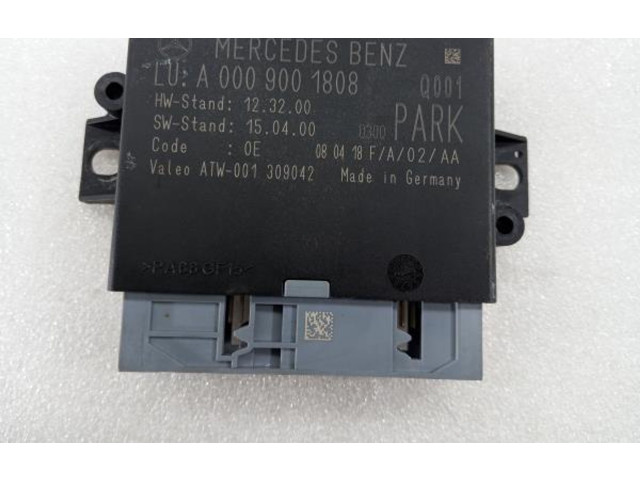 MERCEDES BENZ
LU: A 000 900 1808 Q001
HW-Stand: 12.32.00
SW-Stand: 15.04.00 0300 PARK
Code : 0E 08 04 18 F/A/02/AA
Valeo ATW-001 309042 Made in Germany